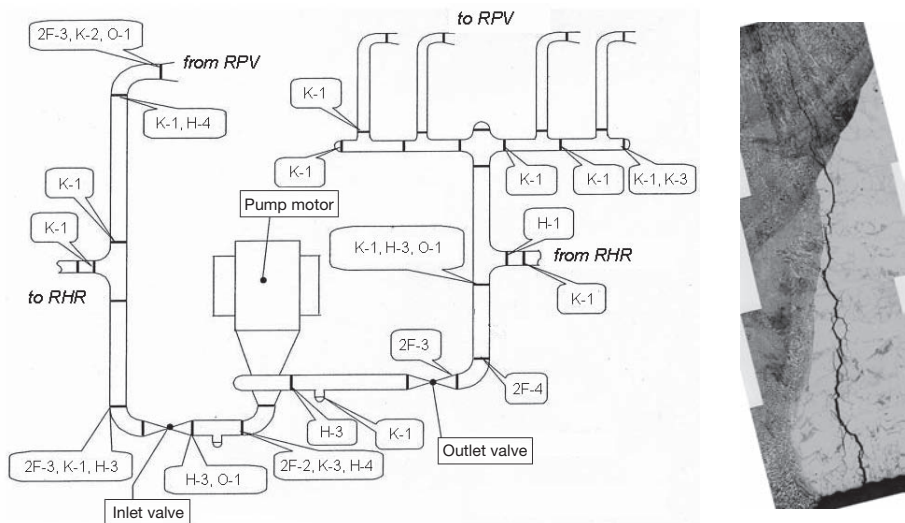 to RPV
2F-3, K-2, O-1
from RPV
K-1
K-1, H-4
K-1
K-1
K-1
K-1, K-3
K-1
Pump motor
K-1
H-1
K-1, H-3, O-1
from RHR
to RHR
K-1
2F-3
2F-4
H-3
K-1
Outlet valve
2F-3, K-1, H-3
H-3, O-1
2F-2, K-3, H-4
Inlet valve